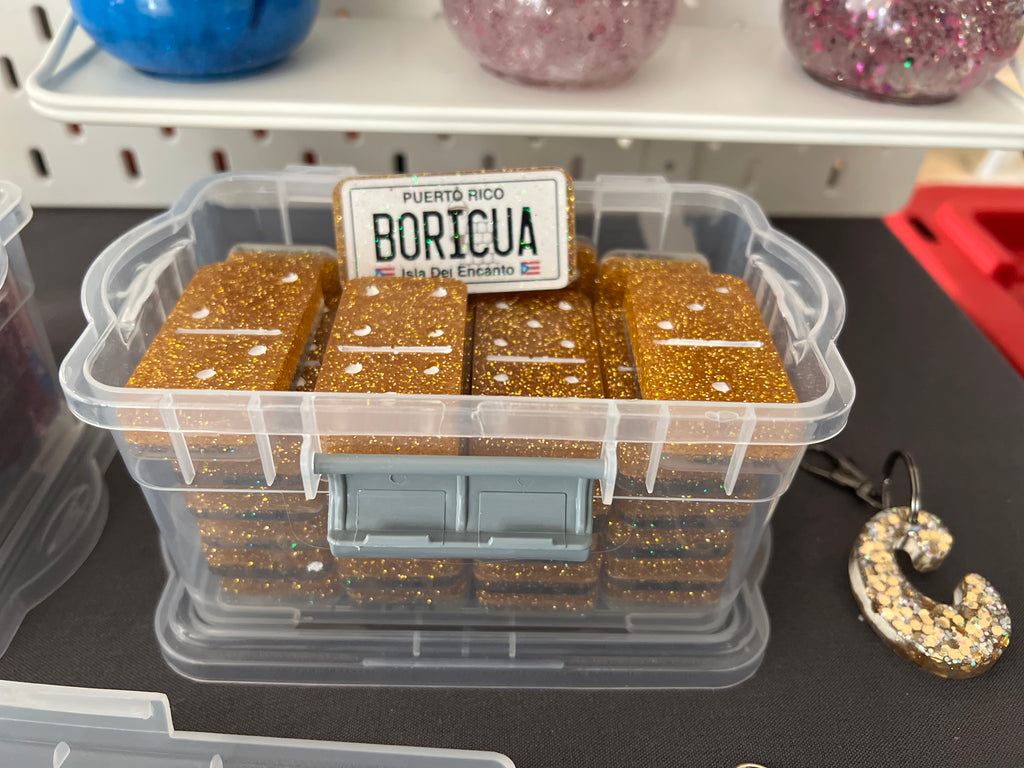 PUERTO RICO
BORICUA
Isla Del Encanto